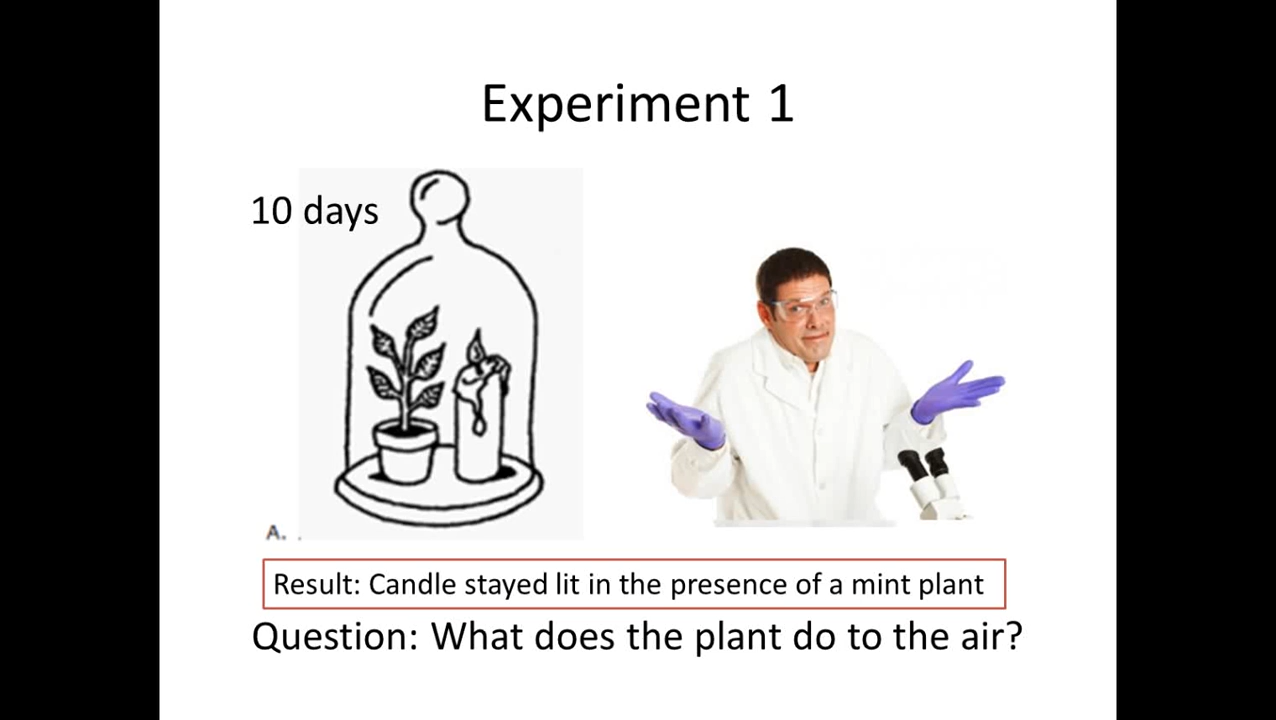 Experiment 1
10 days
A. .
Result: Candle stayed lit in the presence of a mint plant
Question: What does the plant do to the air?